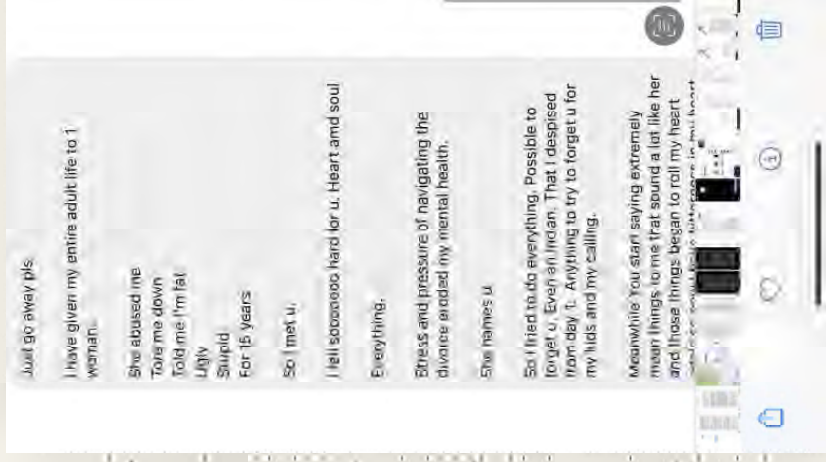 Just go away pls.
I have given my entire adult life to 1
woman.
She abused me
Tore me down
Told me I'm fat
Ugly
Stupid
For 15 years
So I met u.
I fell sooooooo hard for u. Heart amd soul
Everything.
Stress and pressure of navigating the
divorce eroded my mental health.
She names u
So I tried to do everything. Possible to
forget u. Even an Indian. That I despised
from day 1. Anything to try to forget u for
my kids and my calling.
Meanwhile You start saying extremely
mean things to me that sound a lot like her
and those things began to roll my heart
in my heart